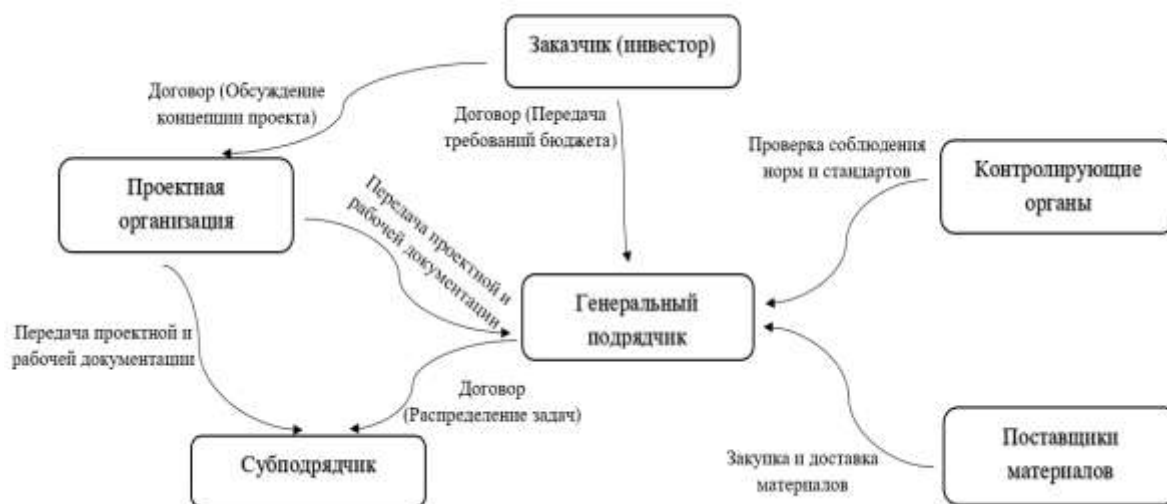 Заказчик (инвестор)
Договор (Обсуждение
концепции проекта)
Договор (Передача
требований бюджета)
Проверка соблюдения
норм и стандартов
Контролирующие
органы
Проектная
организация
Передача проектной и
рабочей документации
Генеральный
подрядчик
Передача проектной и
рабочей документации
Договор
(Распределение задач)
Субподрядчик
Закупка и доставка
материалов
Поставщики
материалов